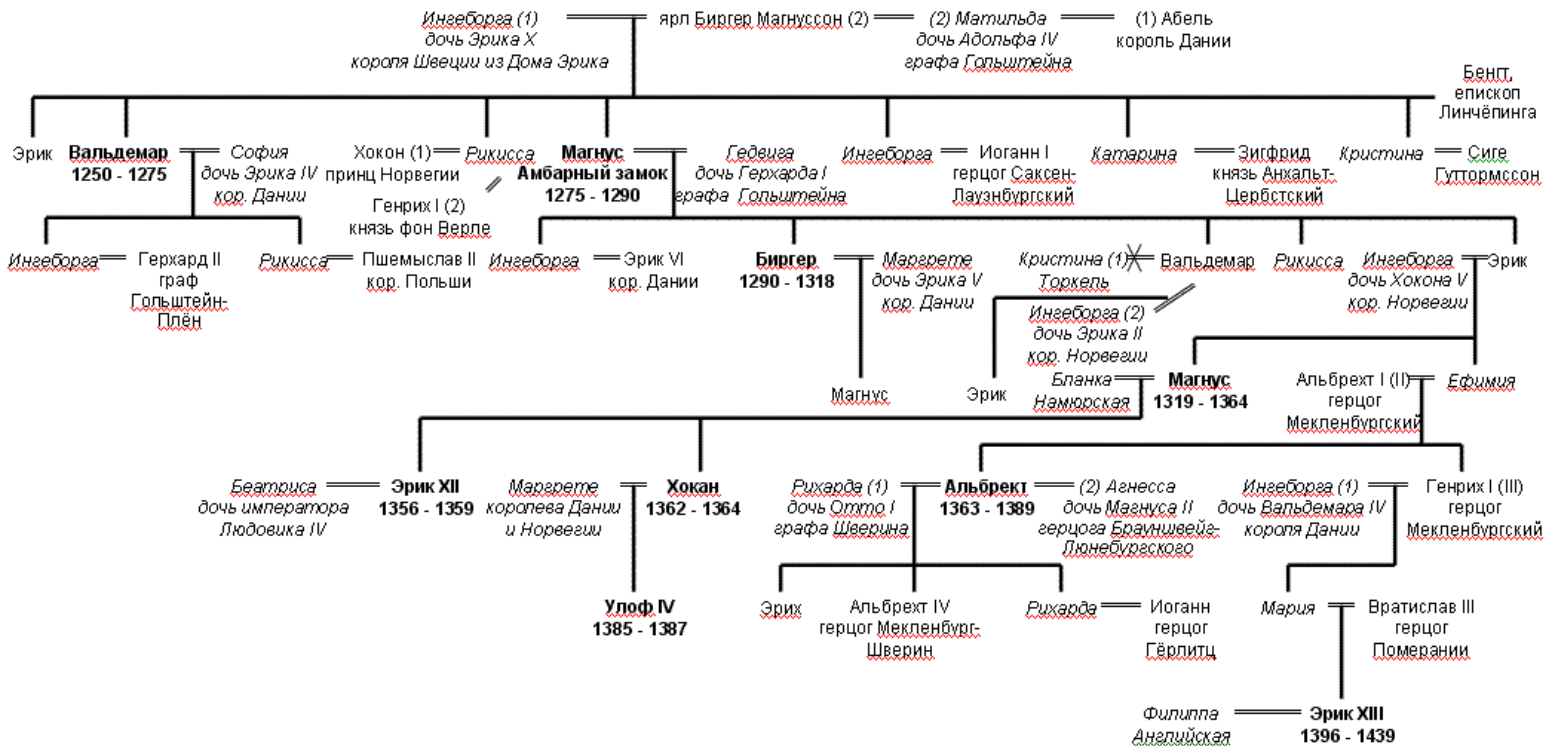 Ингеборга (1)
дочь Эрика X
короля Швеции из Дома Эрика
ярл Биргер Магнуссон (2)
(2) Матильда
дочь Адольфа IV
графа Гольштейна
(1) Абель
король Дании
Бенгт,
епископ
Линчёпинга
Эрик
Вальдемар
1250 - 1275
София
дочь Эрика IV
кор. Дании
Хокон (1)
принц Норвегии
Рикисса
Генрих I (2)
князь фон Верле
Магнус
Амбарный замок
1275 - 1290
Гедвига
дочь Герхарда I
графа Гольштейна
Ингеборга
Иоганн I
герцог Саксен-
Лауэнбургский
Катарина
Зигфрид
князь Анхальт-
Цербстский
Кристина
Сиге
Гуттормссон
Ингеборга
Герхард II
граф
Гольштейн-
Плён
Рикисса
Пшемыслав II
кор. Польши
Ингеборга
Эрик VI
кор. Дании
Биргер
1290 - 1318
Маргрете
дочь Эрика V
кор. Дании
Кристина (1)
Торкель
Вальдемар
Ингеборга (2)
дочь Эрика II
кор. Норвегии
Рикисса
Ингеборга
дочь Хокона V
кор. Норвегии
Эрик
Магнус
Эрик
Бланка
Намюрская
Магнус
1319 - 1364
Альбрехт I (II)
герцог
Мекленбургский
Ефимия
Беатриса
дочь императора
Людовика IV
Эрик XII
1356 - 1359
Маргрете
королева Дании
и Норвегии
Хокан
1362 - 1364
Рихарда (1)
дочь Отто I
графа Шверина
Альбрект
1363 - 1389
(2) Агнесса
дочь Магнуса II
герцога Брауншвейг-
Люнебургского
Ингеборга (1)
дочь Вальдемара IV
короля Дании
Генрих I (III)
герцог
Мекленбургский
Улоф IV
1385 - 1387
Эрих
Альбрехт IV
герцог Мекленбург-
Шверин
Рихарда
Иоганн
герцог
Гёрлитц
Мария
Вратислав III
герцог
Померании
Филиппа
Английская
Эрик XIII
1396 - 1439